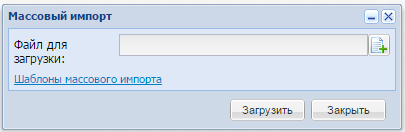 Массовый импорт
Файл для
загрузки:
Шаблоны массового импорта
Загрузить Закрыть